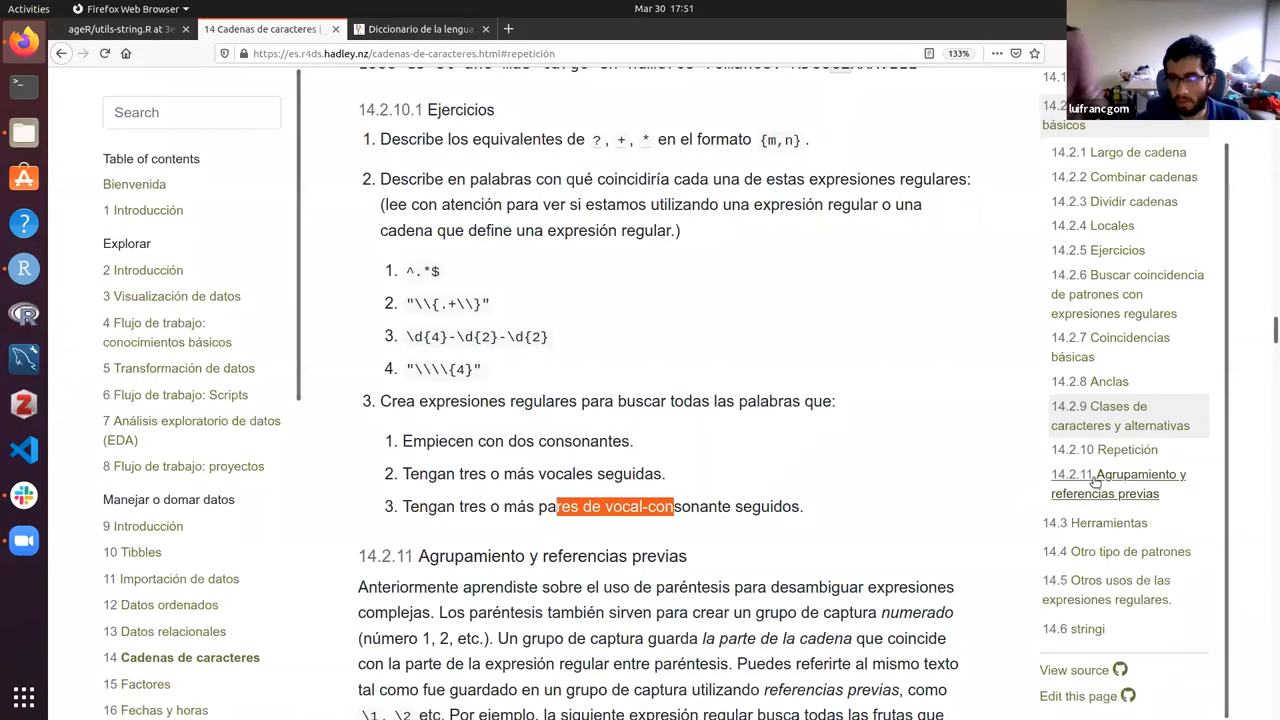 Activities
Firefox Web Browser
Mar 30 17:51
ageR/utils-string.R at 3e
14 Cadenas de caracteres |
Diccionario de la lengua
https://es.r4ds.hadley.nz/cadenas-de-caracteres.html#repetición
133%
luifrancgom
Search
Table of contents
Bienvenida
1 Introducción
Explorar
2 Introducción
3 Visualización de datos
4 Flujo de trabajo:
conocimientos básicos
5 Transformación de datos
6 Flujo de trabajo: Scripts
7 Análisis exploratorio de datos
(EDA)
8 Flujo de trabajo: proyectos
Manejar o domar datos
9 Introducción
10 Tibbles
11 Importación de datos
12 Datos ordenados
13 Datos relacionales
14 Cadenas de caracteres
15 Factores
16 Fechas y horas
14.2.10.1 Ejercicios
1. Describe los equivalentes de ?, +, * en el formato {m,n}.
2. Describe en palabras con qué coincidiría cada una de estas expresiones regulares:
(lee con atención para ver si estamos utilizando una expresión regular o una
cadena que define una expresión regular.)
1. ^.*$
2. "\\{.+\\}"
3. \d{4}-\d{2}-\d{2}
4. "\\\\{4}"
3. Crea expresiones regulares para buscar todas las palabras que:
1. Empiecen con dos consonantes.
2. Tengan tres o más vocales seguidas.
3. Tengan tres o más pares de vocal-consonante seguidos.
14.2.11 Agrupamiento y referencias previas
Anteriormente aprendiste sobre el uso de paréntesis para desambiguar expresiones
complejas. Los paréntesis también sirven para crear un grupo de captura numerado
(número 1, 2, etc.). Un grupo de captura guarda la parte de la cadena que coincide
con la parte de la expresión regular entre paréntesis. Puedes referirte al mismo texto
tal como fue guardado en un grupo de captura utilizando referencias previas, como
\1, \2 etc. Por ejemplo, la siguiente expresión regular busca todas las frutas que
básicos
14.2.1 Largo de cadena
14.2.2 Combinar cadenas
14.2.3 Dividir cadenas
14.2.4 Locales
14.2.5 Ejercicios
14.2.6 Buscar coincidencia
de patrones con
expresiones regulares
14.2.7 Coincidencias
básicas
14.2.8 Anclas
14.2.9 Clases de
caracteres y alternativas
14.2.10 Repetición
14.2.11 Agrupamiento y
referencias previas
14.3 Herramientas
14.4 Otro tipo de patrones
14.5 Otros usos de las
expresiones regulares.
14.6 stringi
View source
Edit this page